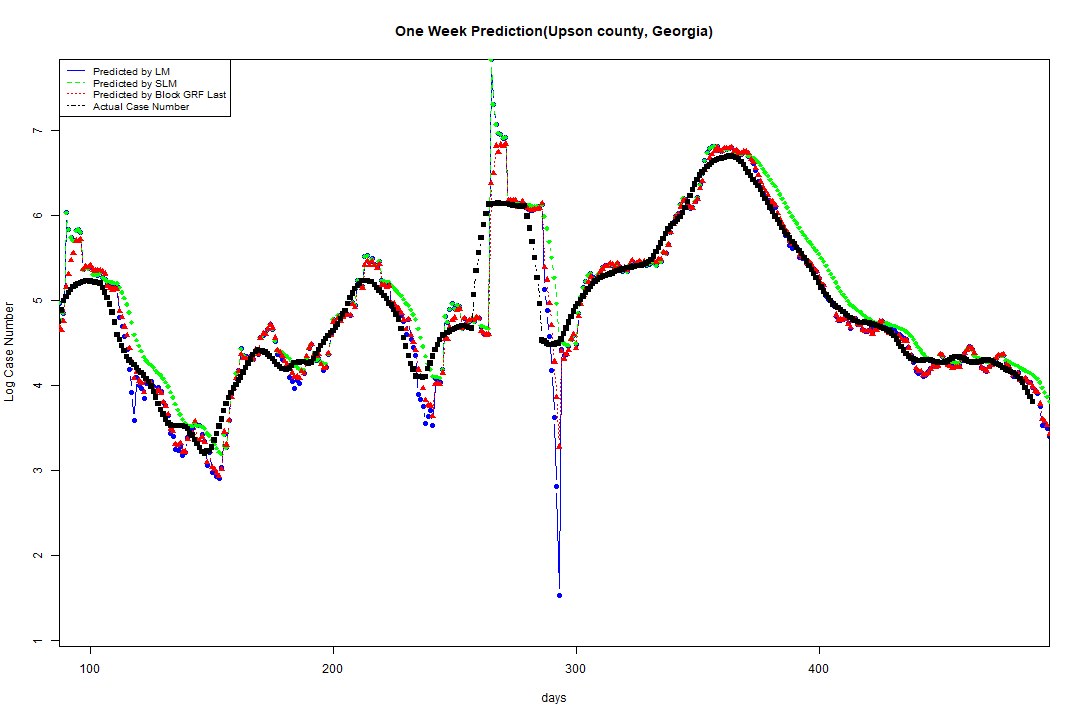 One Week Prediction(Upson county, Georgia)
Predicted by LM
Predicted by SLM
Predicted by Block GRF Last
Actual Case Number
7
6
5
4
3
2
1
Log Case Number
100 200 300 400
days